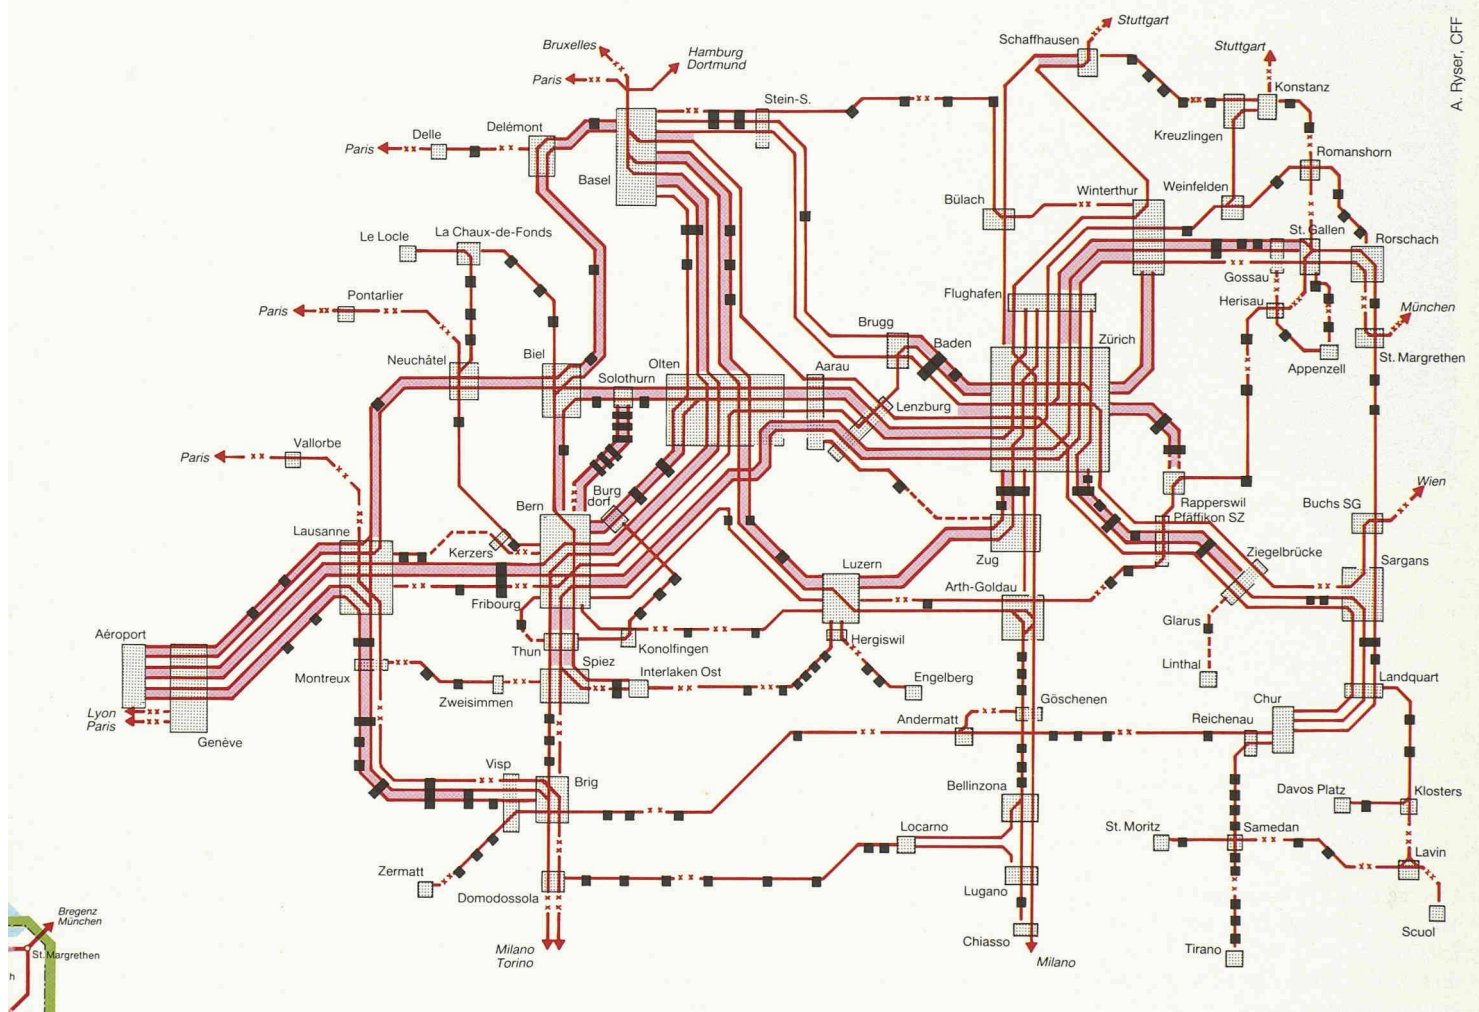 A. Ryser, CFF
Stuttgart
Schaffhausen
Bruxelles
Hamburg
Dortmund
Stuttgart
Paris
Konstanz
Stein-S.
Delle
Delémont
Kreuzlingen
Paris
Romanshorn
Basel
Winterthur
Weinfelden
Bülach
Le Locle
La Chaux-de-Fonds
St. Gallen
Rorschach
Gossau
Pontarlier
Flughafen
Herisau
München
Paris
Brugg
Zürich
Baden
Neuchâtel
Biel
Olten
Aarau
St. Margrethen
Appenzell
Solothurn
Lenzburg
Vallorbe
Paris
Wien
Burg
dorf
Bern
Rapperswil
Buchs SG
Pfäffikon SZ
Lausanne
Kerzers
Ziegelbrücke
Zug
Luzern
Sargans
Arth-Goldau
Fribourg
Glarus
Aéroport
Thun
Konolfingen
Hergiswil
Spiez
Linthal
Montreux
Interlaken Ost
Engelberg
Landquart
Zweisimmen
Göschenen
Lyon
Paris
Chur
Andermatt
Reichenau
Genève
Visp
Brig
Bellinzona
Davos Platz
Klosters
Locarno
St. Moritz
Samedan
Lavin
Zermatt
Lugano
Domodossola
Bregenz
München
Scuol
Chiasso
Milano
Torino
Tirano
St. Margrethen
Milano
h